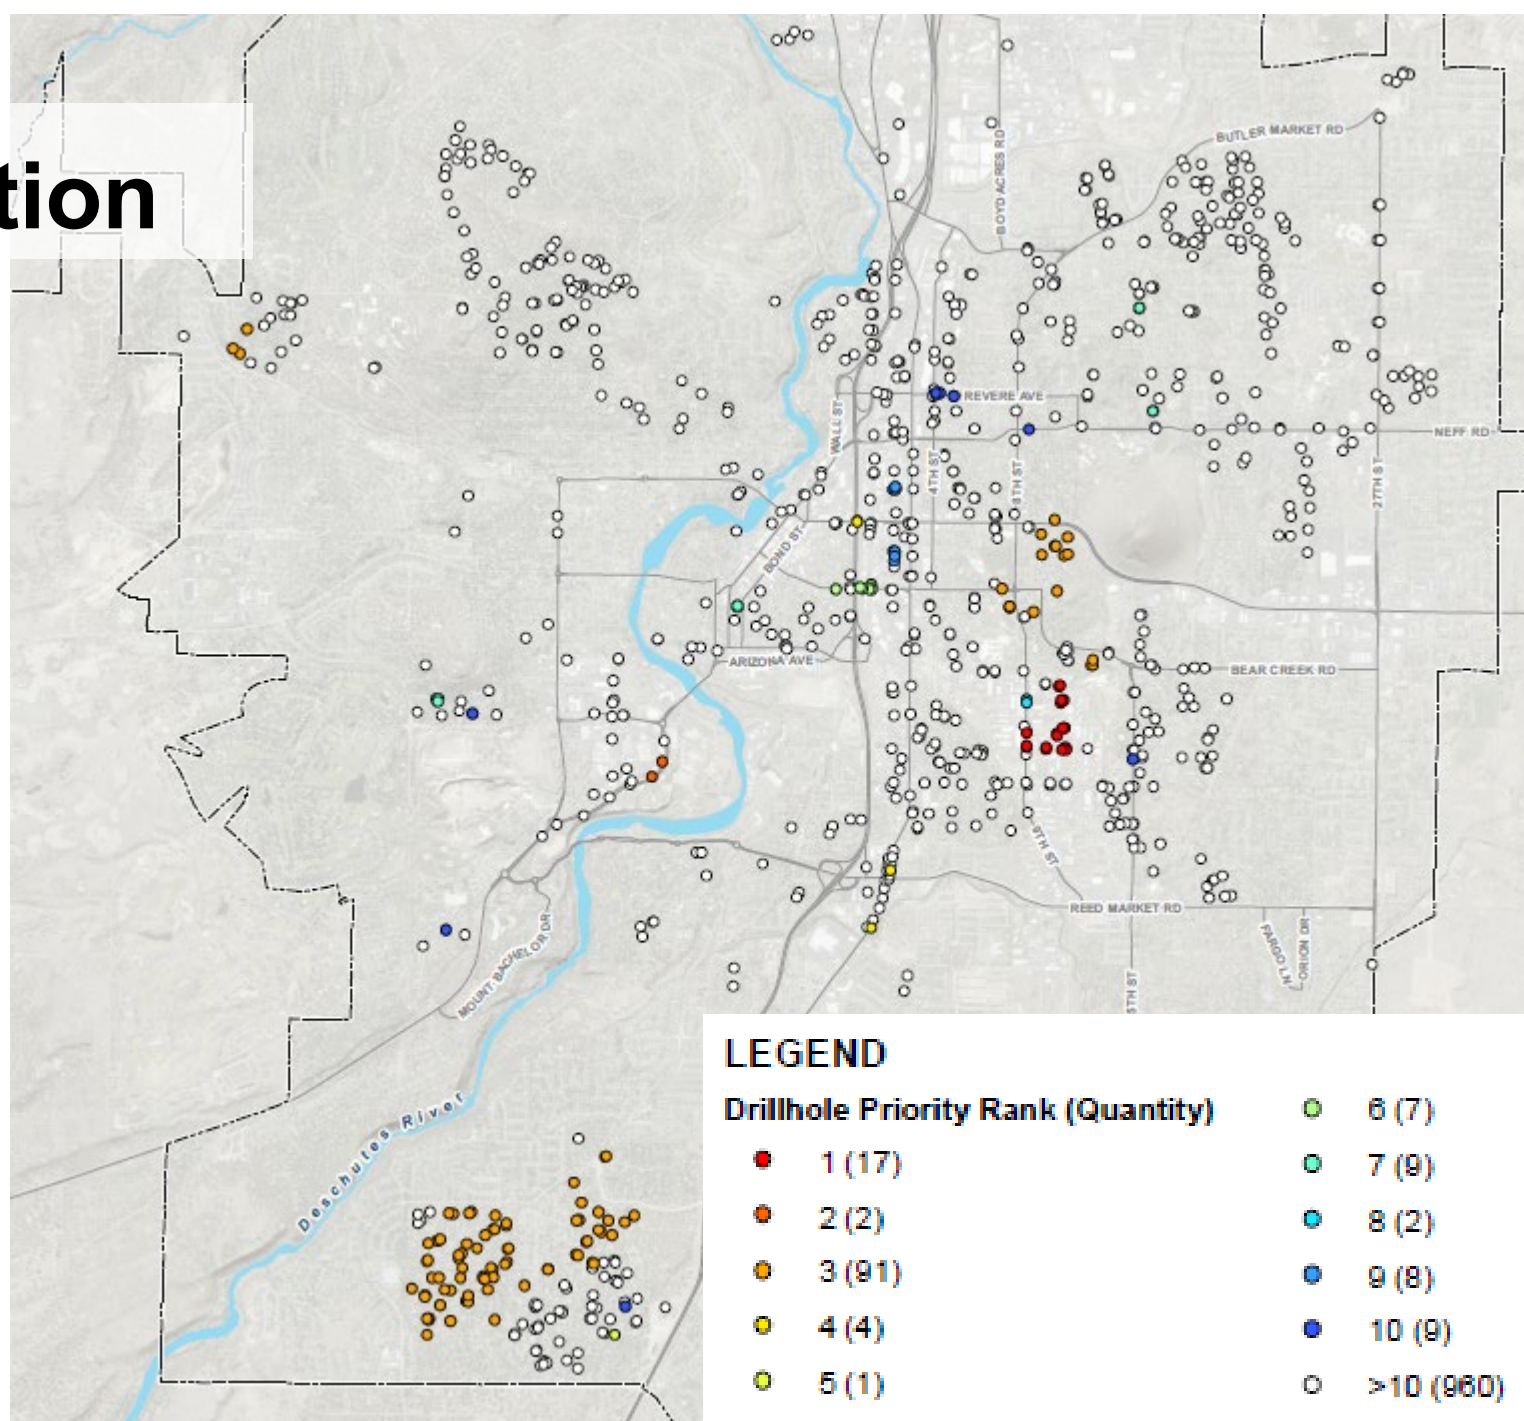 tion
BUTLER MARKET RD
BOYD ACRES RD
REVERE AVE
WALL ST
NEFF RD
4TH ST
8TH ST
27TH ST
BOND ST
ARIZONA AVE
BEAR CREEK RD
9TH ST
REED MARKET RD
FARGO LN
ORION DR
MOUNT BACHELOR DR
5TH ST
Deschutes River
LEGEND
Drillhole Priority Rank (Quantity)
1 (17)
2 (2)
3 (91)
4 (4)
5 (1)
6 (7)
7 (9)
8 (2)
9 (8)
10 (9)
>10 (960)